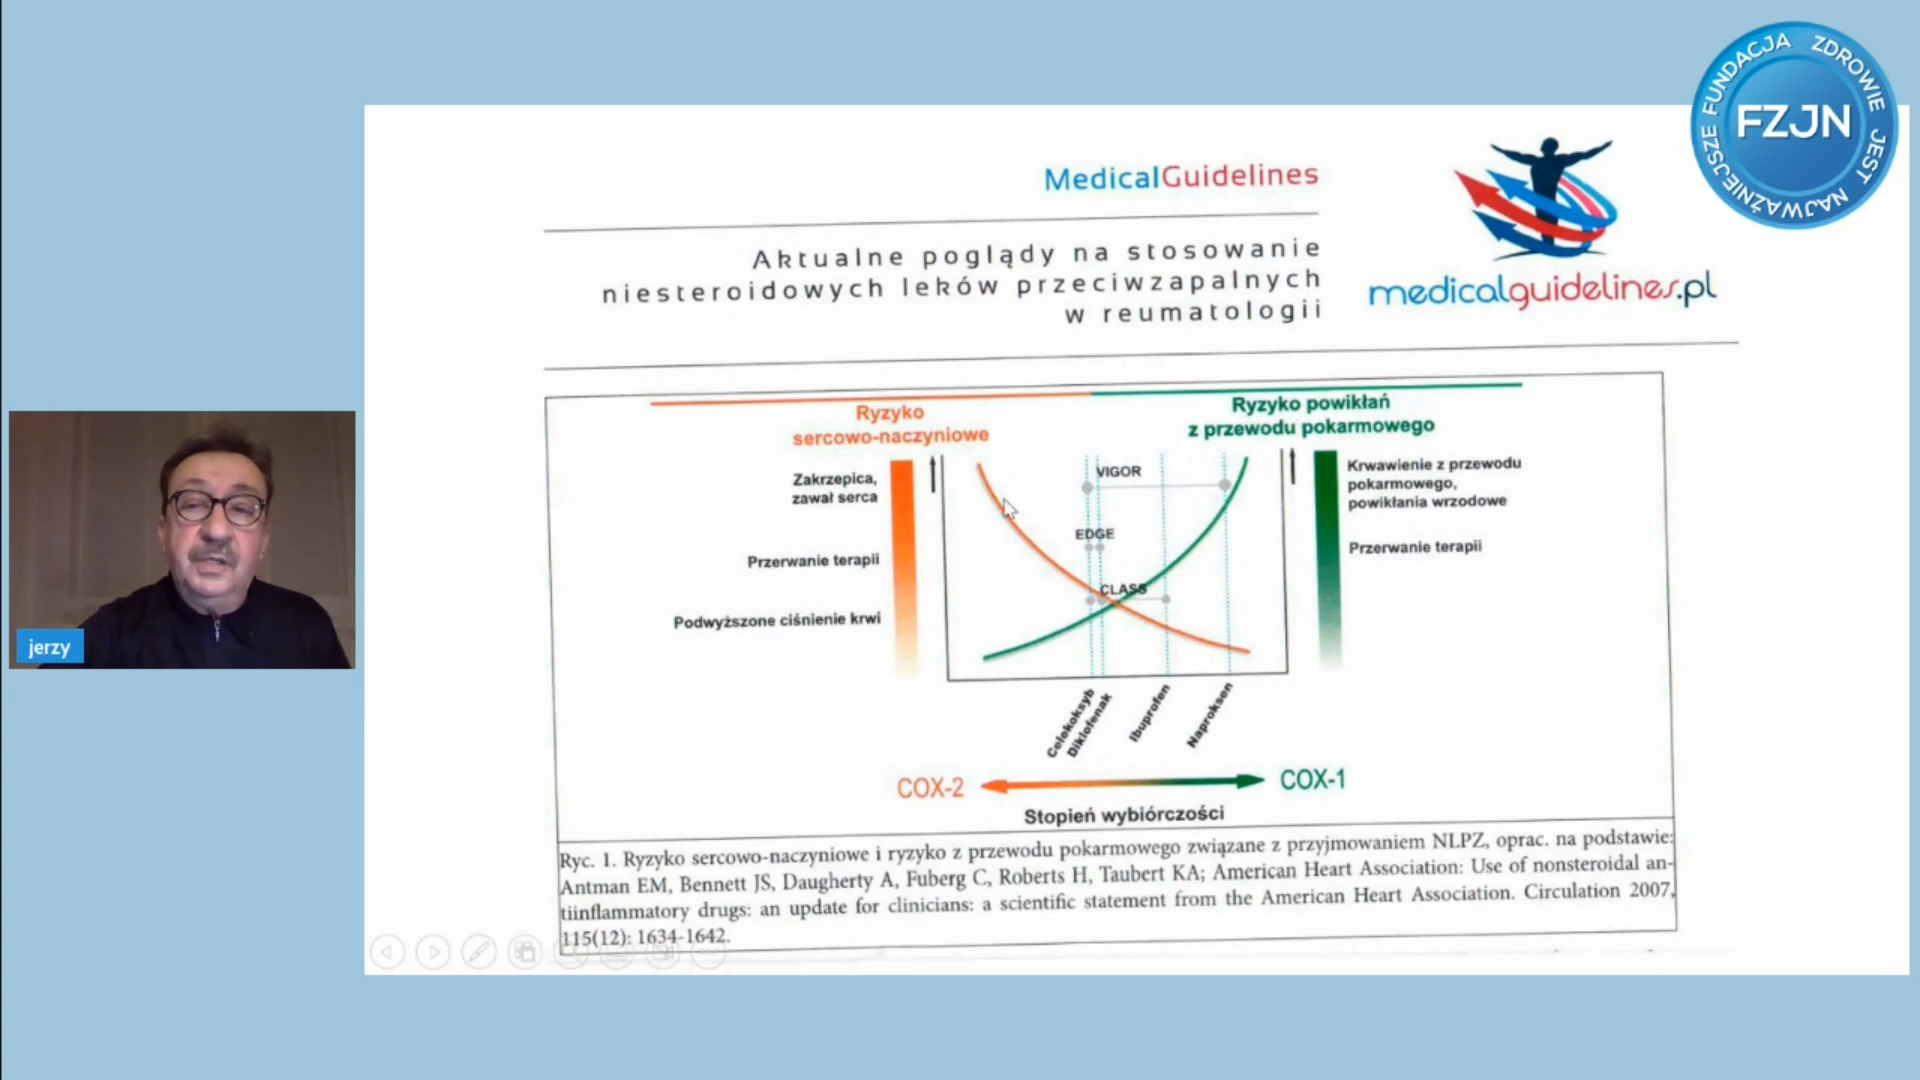 FUNDACJA ZDROWIE JEST NAJWAŻNIEJSZE
FZJN
MedicalGuidelines
Aktualne poglądy na stosowanie
niesteroidowych leków przeciwzapalnych
w reumatologii
medicalguidelines.pl
Ryzyko
sercowo-naczyniowe
Ryzyko powikłań
z przewodu pokarmowego
Zakrzepica,
zawał serca
Przerwanie terapii
Podwyższone ciśnienie krwi
VIGOR
EDGE
CLASS
Krwawienie z przewodu
pokarmowego,
powikłania wrzodowe
Przerwanie terapii
Celekoksyb
Diklofenak
Ibuprofen
Naproksen
COX-2
COX-1
Stopień wybiórczości
Ryc. 1. Ryzyko sercowo-naczyniowe i ryzyko z przewodu pokarmowego związane z przyjmowaniem NLPZ, oprac. na podstawie:
Antman EM, Bennett JS, Daugherty A, Fuberg C, Roberts H, Taubert KA; American Heart Association: Use of nonsteroidal an-
tiinflammatory drugs: an update for clinicians: a scientific statement from the American Heart Association. Circulation 2007,
115(12): 1634-1642.
jerzy